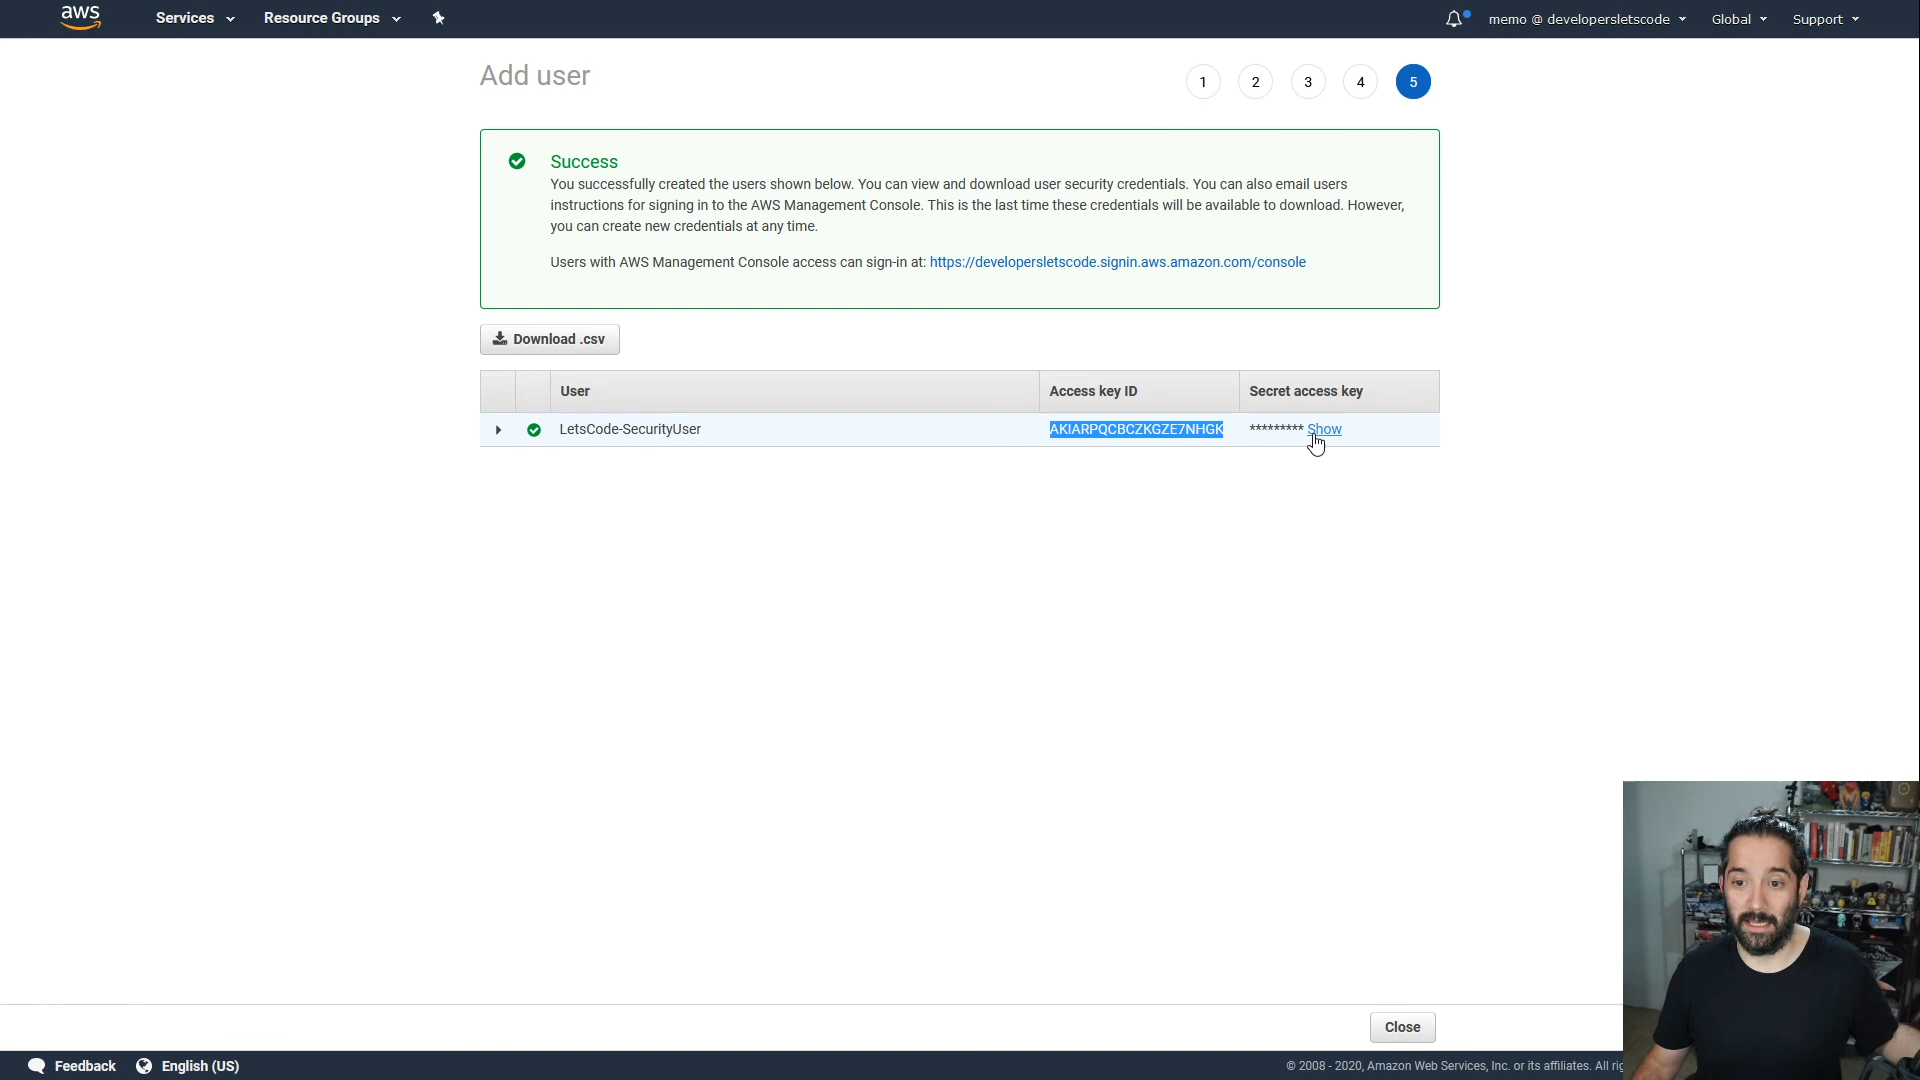 aws Services Resource Groups memo @ developersletscode Global Support
Add user 1 2 3 4 5
Success
You successfully created the users shown below. You can view and download user security credentials. You can also email users
instructions for signing in to the AWS Management Console. This is the last time these credentials will be available to download. However,
you can create new credentials at any time.
Users with AWS Management Console access can sign-in at: https://developersletscode.signin.aws.amazon.com/console
Download .csv
User Access key ID Secret access key
LetsCode-SecurityUser AKIARPQCBCZKGZE7NHGK ********* Show
Close
Feedback English (US) © 2008 - 2020, Amazon Web Services, Inc. or its affiliates. All